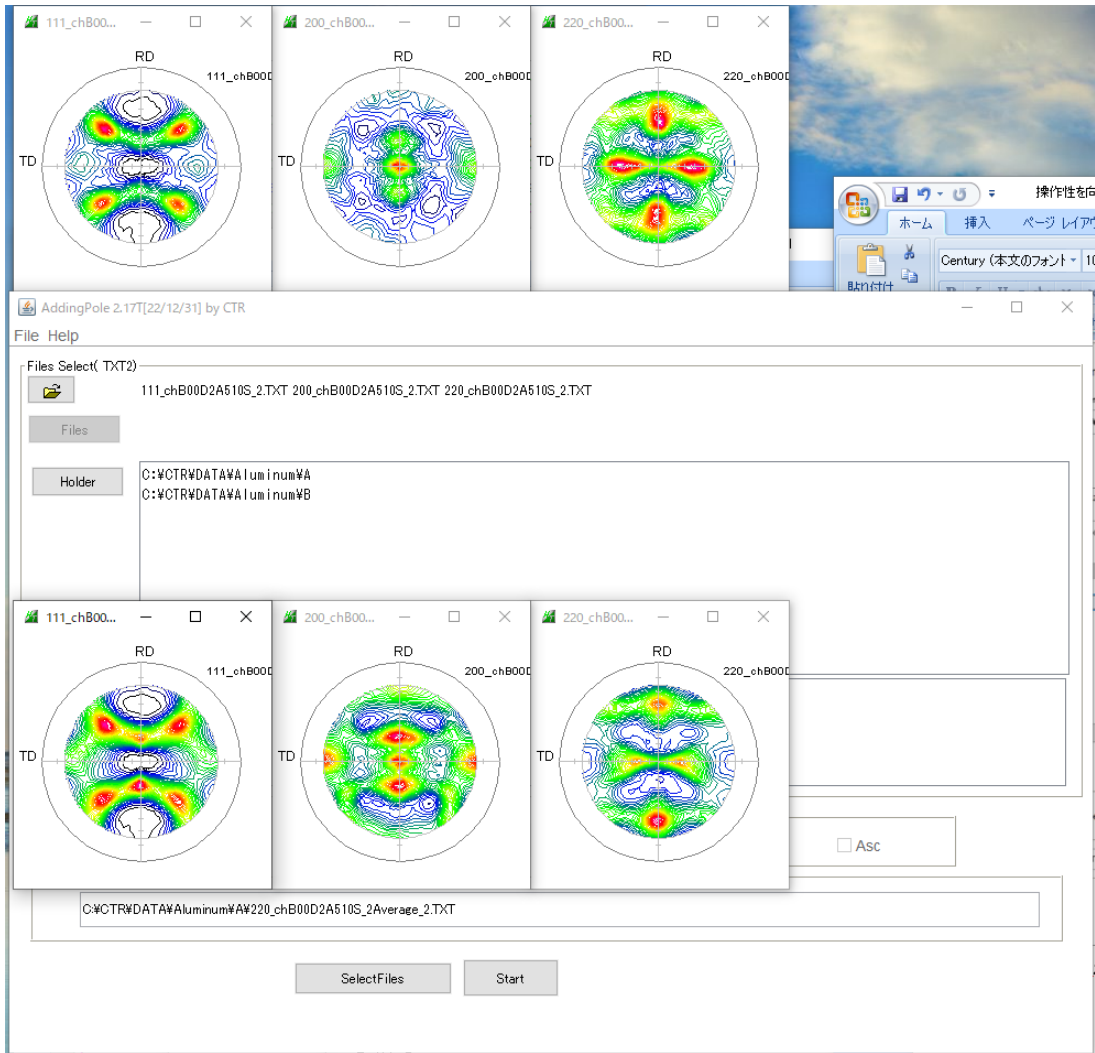 111_chB00...
200_chB00...
220_chB00...
RD
111_chB00D
TD
RD
200_chB00D
TD
RD
220_chB00D
TD
操作性を向
ホーム 挿入 ページ レイアウ
Century (本文のフォント 10
貼り付け
AddingPole 2.17T[22/12/31] by CTR
File Help
Files Select( TXT2)
111_chB00D2A510S_2.TXT 200_chB00D2A510S_2.TXT 220_chB00D2A510S_2.TXT
Files
Holder
C:¥CTR¥DATA¥Aluminum¥A
C:¥CTR¥DATA¥Aluminum¥B
111_chB00...
200_chB00...
220_chB00...
RD
111_chB00D
TD
RD
200_chB00D
TD
RD
220_chB00D
TD
Asc
C:¥CTR¥DATA¥Aluminum¥A¥220_chB00D2A510S_2Average_2.TXT
SelectFiles
Start